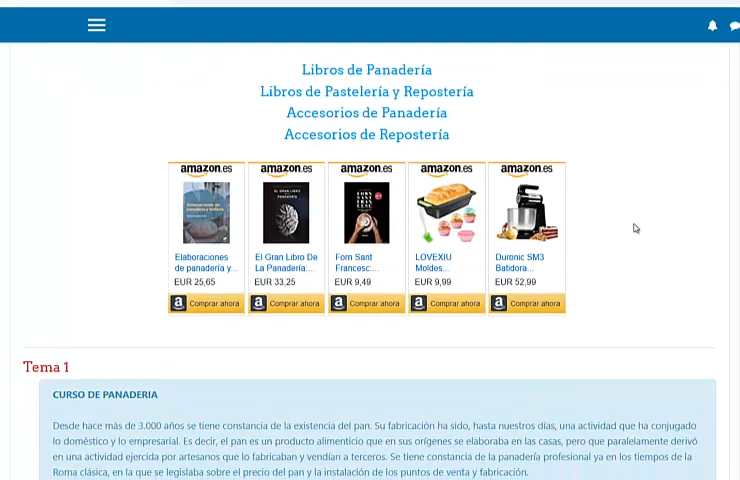 Libros de Panadería
Libros de Pastelería y Repostería
Accesorios de Panadería
Accesorios de Repostería
amazon.es amazon.es amazon.es amazon.es amazon.es
EL GRAN LIBRO
FORN SANT FRANCESC
Elaboraciones El Gran Libro De Forn Sant LOVEXIU Duronic SM3
de panadería y... La Panadería:... Francesc:... Moldes... Batidora...
EUR 25,65 EUR 33,25 EUR 9,49 EUR 9,99 EUR 52,99
a Comprar ahora a Comprar ahora a Comprar ahora a Comprar ahora a Comprar ahora
Tema 1
CURSO DE PANADERIA
Desde hace más de 3.000 años se tiene constancia de la existencia del pan. Su fabricación ha sido, hasta nuestros días, una actividad que ha conjugado
lo doméstico y lo empresarial. Es decir, el pan es un producto alimenticio que en sus orígenes se elaboraba en las casas, pero que paralelamente derivó
en una actividad ejercida por artesanos que lo fabricaban y vendían a terceros. Se tiene constancia de la panadería profesional ya en los tiempos de la
Roma clásica, en la que se legislaba sobre el precio del pan y la instalación de los puntos de venta y fabricación.